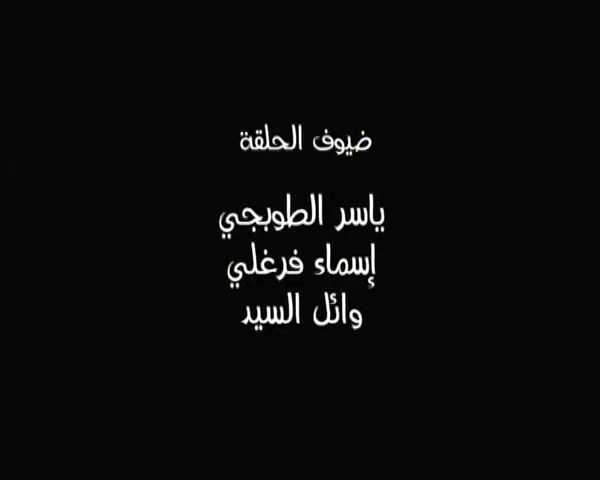 ضيوف الحلقة
ياسر الطوبجي
إسماء فرغلي
وائل السيد